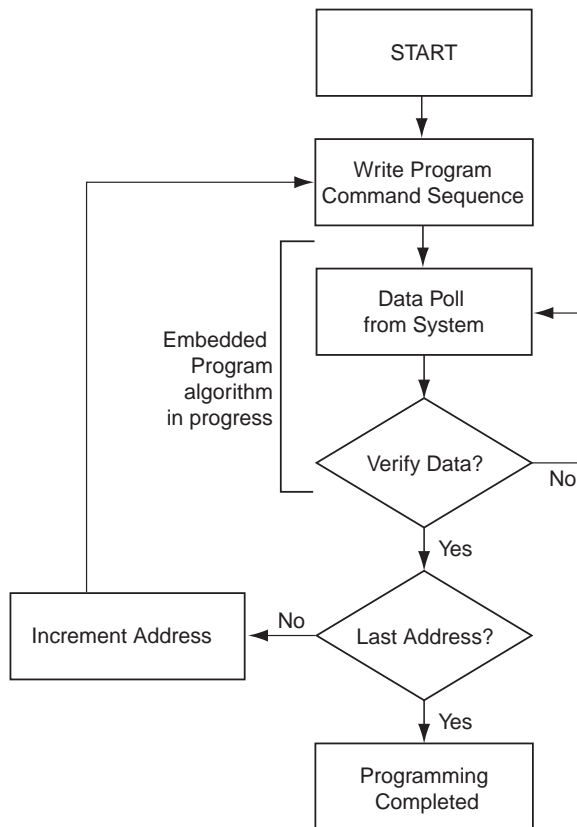 START
Write Program
Command Sequence
Data Poll
from System
Embedded
Program
algorithm
in progress
Verify Data?
No
Yes
Last Address?
No
Increment Address
Yes
Programming
Completed